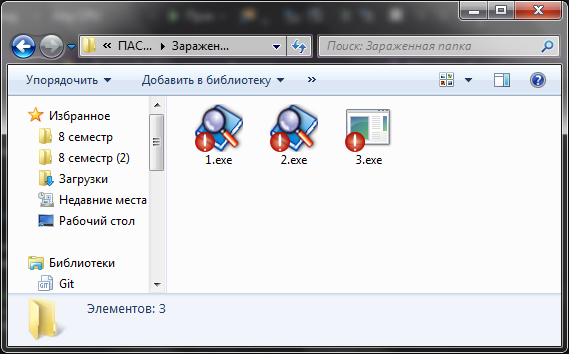 « ПАС... Заражен... Поиск: Зараженная папка
Упорядочить Добавить в библиотеку »
Избранное
8 семестр
8 семестр (2)
Загрузки
Недавние места
Рабочий стол
Библиотеки
Git
1.exe 2.exe 3.exe
Элементов: 3